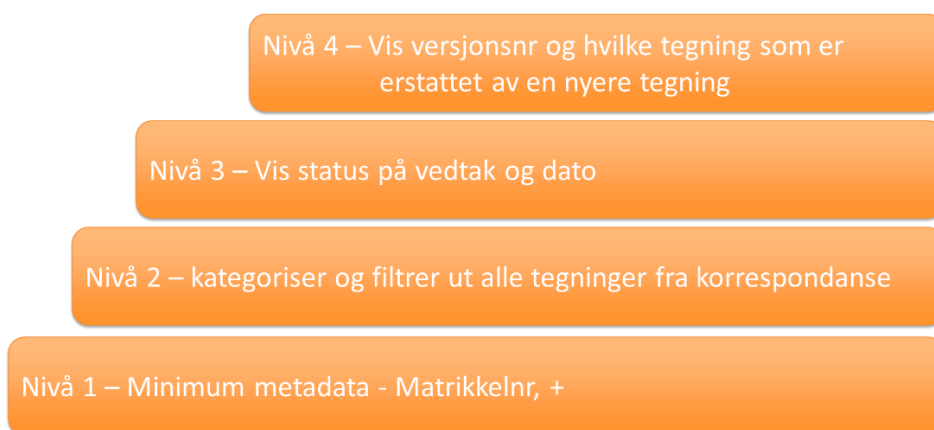 Nivå 4 – Vis versjonsnr og hvilke tegning som er
erstattet av en nyere tegning
Nivå 3 – Vis status på vedtak og dato
Nivå 2 – kategoriser og filtrer ut alle tegninger fra korrespondanse
Nivå 1 – Minimum metadata - Matrikkelnr, +